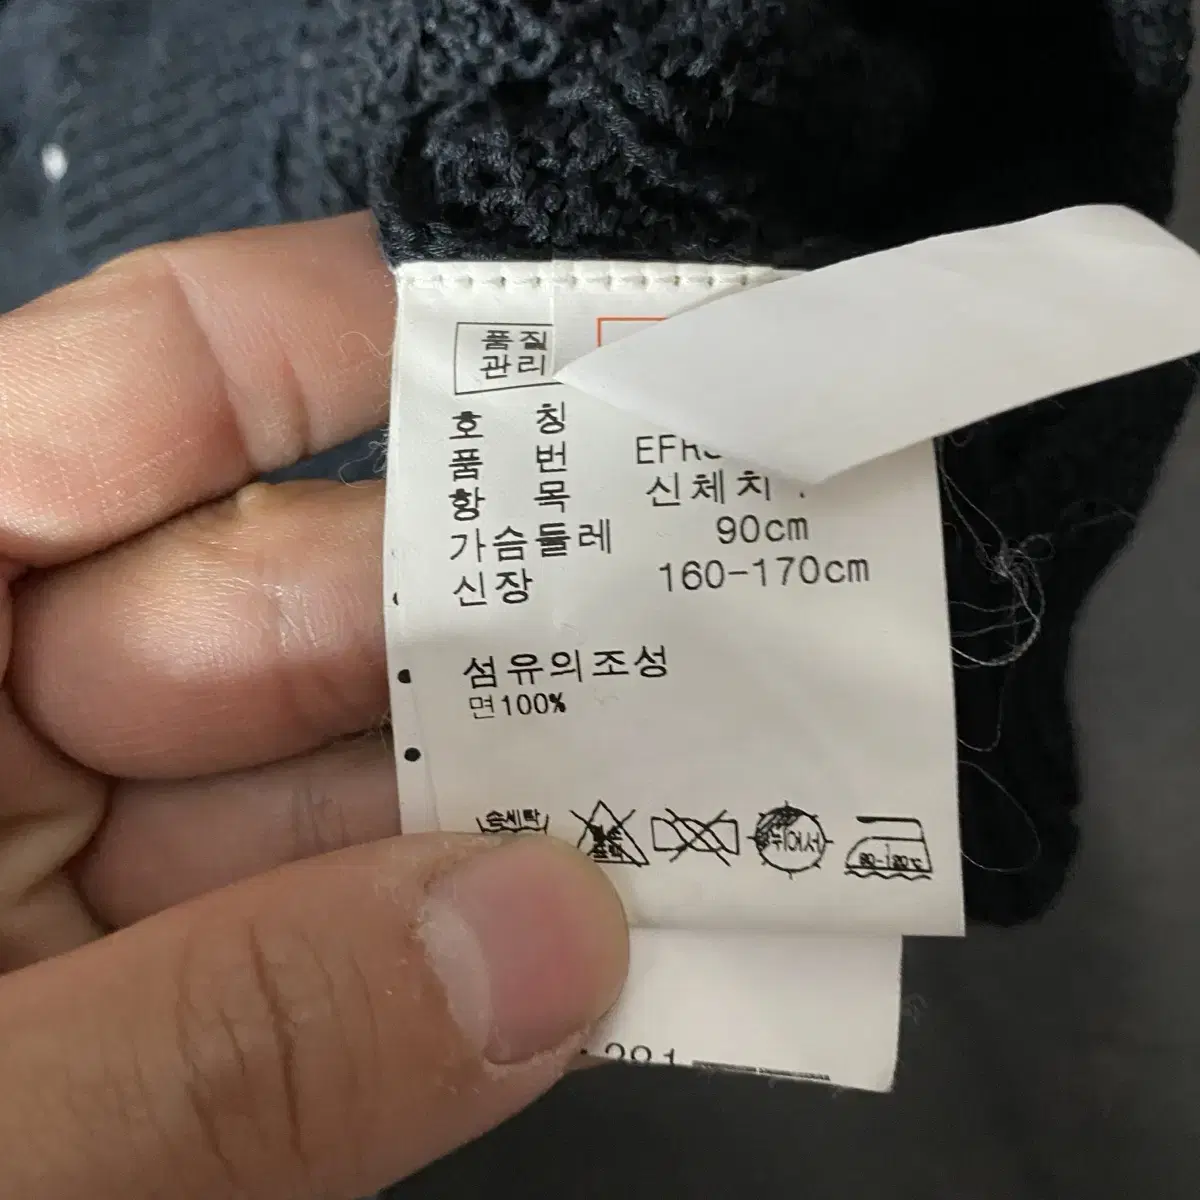 품질
관리
호 칭
품 번 EFR
항 목 신체치
가슴둘레 90cm
신장 160-170cm
섬유의조성
면100%
손세탁
뉘어서
80-120℃
281